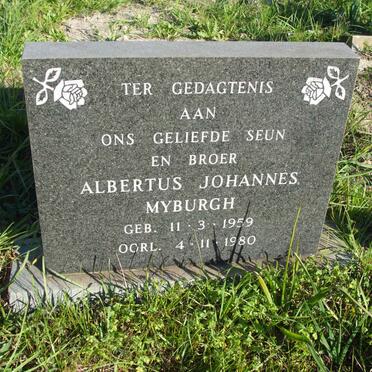 TER GEDAGTENIS
AAN
ONS GELIEFDE SEUN
EN BROER
ALBERTUS JOHANNES
MYBURGH
GEB. 11·3·1959
OORL. 4·11·1980